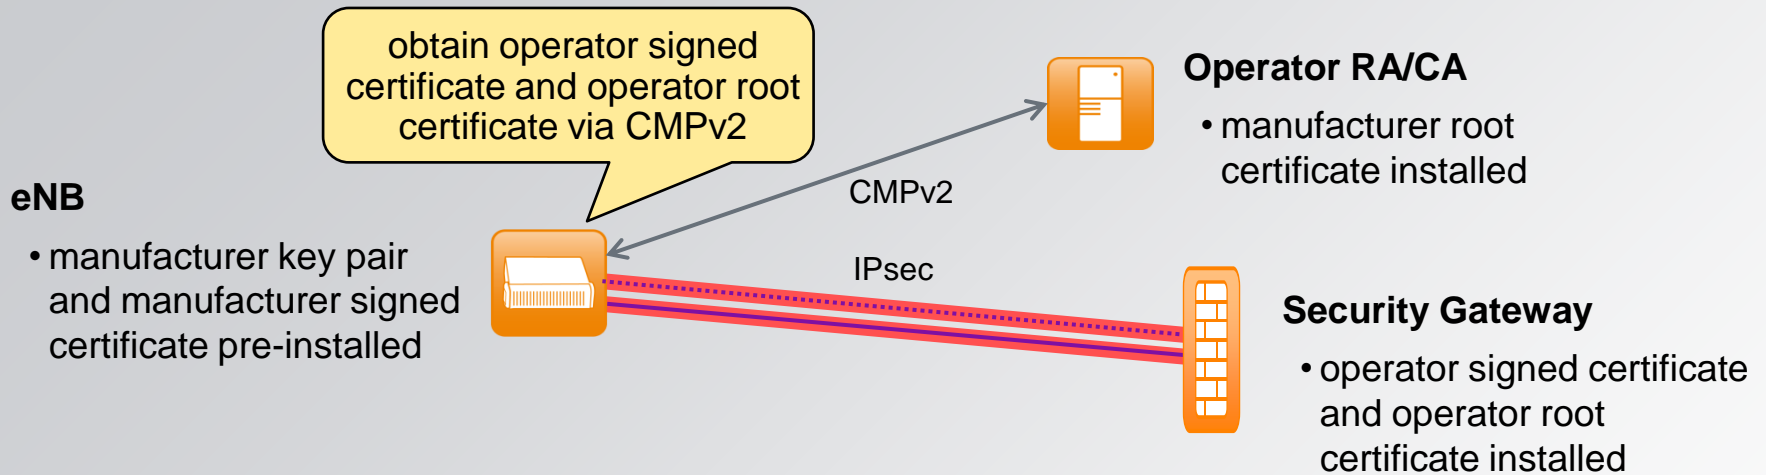 obtain operator signed
certificate and operator root
certificate via CMPv2
Operator RA/CA
• manufacturer root
certificate installed
CMPv2
eNB
• manufacturer key pair
and manufacturer signed
certificate pre-installed
IPsec
Security Gateway
• operator signed certificate
and operator root
certificate installed